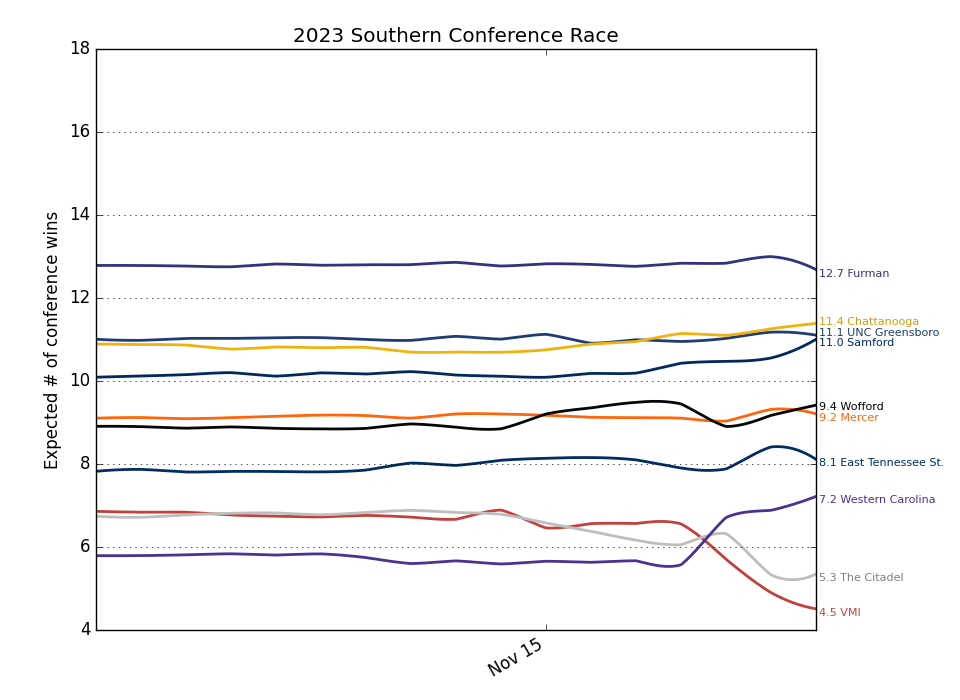 2023 Southern Conference Race
Expected # of conference wins
18
16
14
12
10
8
6
4
Nov 15
12.7 Furman
11.4 Chattanooga
11.1 UNC Greensboro
11.0 Samford
9.4 Wofford
9.2 Mercer
8.1 East Tennessee St.
7.2 Western Carolina
5.3 The Citadel
4.5 VMI